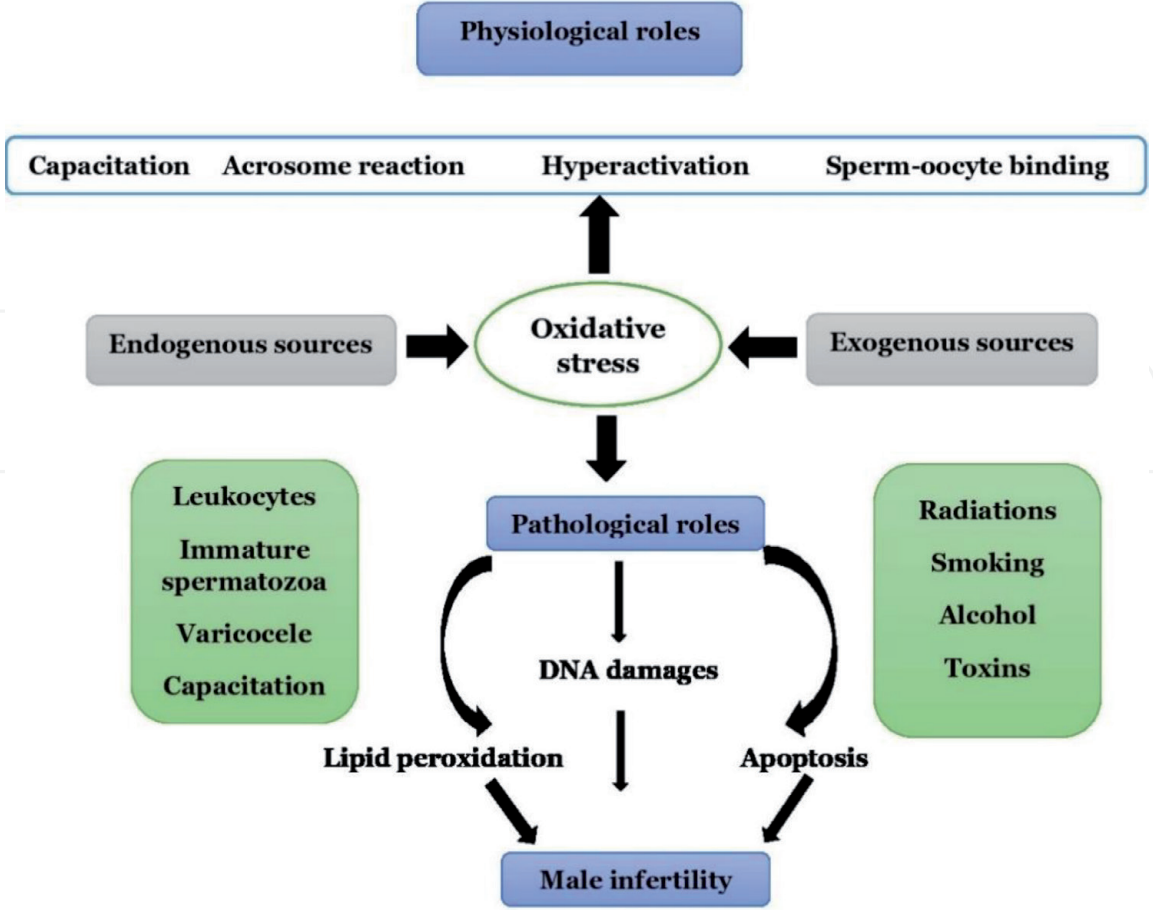 Physiological roles
Capacitation Acrosome reaction Hyperactivation Sperm-oocyte binding
Endogenous sources
Oxidative
stress
Exogenous sources
Leukocytes
Immature
spermatozoa
Varicocele
Capacitation
Pathological roles
Radiations
Smoking
Alcohol
Toxins
DNA damages
Lipid peroxidation
Apoptosis
Male infertility